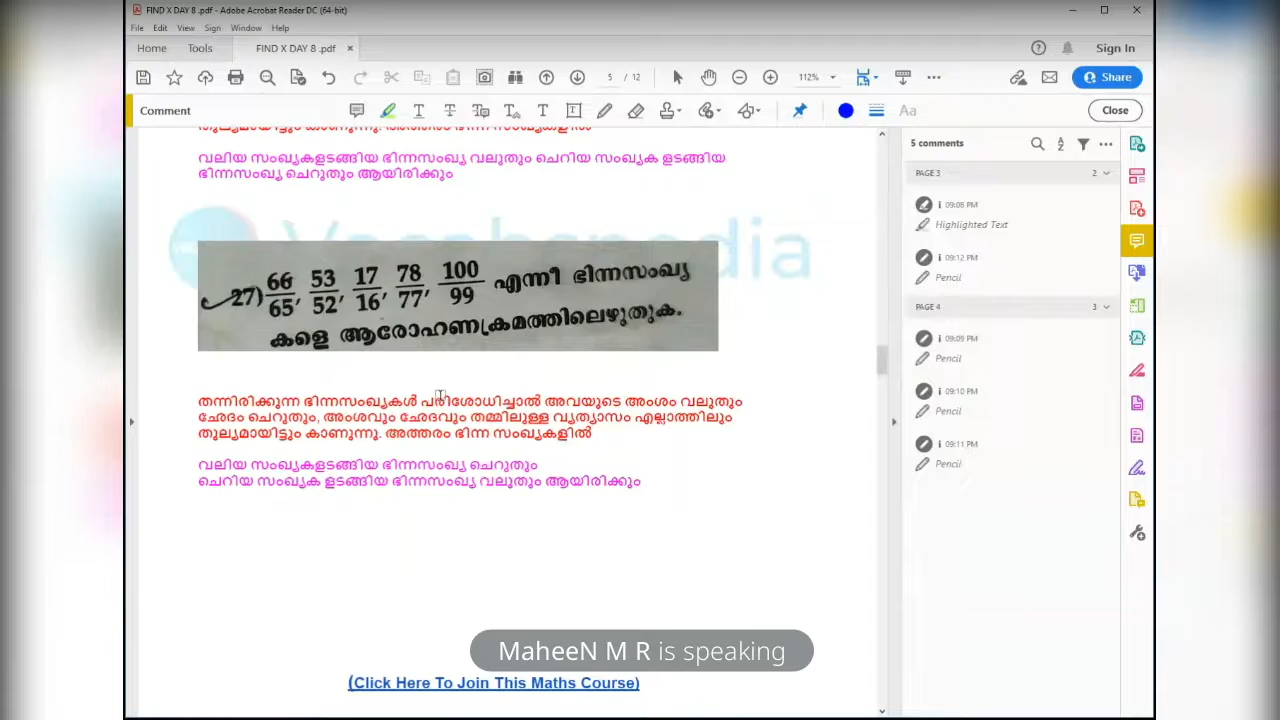 FIND X DAY 8 .pdf - Adobe Acrobat Reader DC (64-bit)
File Edit View Sign Window Help
Home Tools FIND X DAY 8 .pdf × Sign In
5 / 12 112% Share
Comment Aa Close
വലിയ സംഖ്യകളടങ്ങിയ ഭിന്നസംഖ്യ വലുതും ചെറിയ സംഖ്യക ളടങ്ങിയ
ഭിന്നസംഖ്യ ചെറുതും ആയിരിക്കും
27) 66/65, 53/52, 17/16, 78/77, 100/99 എന്നീ ഭിന്നസംഖ്യ
കളെ ആരോഹണക്രമത്തിലെഴുതുക.
തന്നിരിക്കുന്ന ഭിന്നസംഖ്യകൾ പരിശോധിച്ചാൽ അവയുടെ അംശം വലുതും
ഛേദം ചെറുതും, അംശവും ഛേദവും തമ്മിലുള്ള വ്യത്യാസം എല്ലാത്തിലും
തുല്യമായിട്ടും കാണുന്നു. അത്തരം ഭിന്ന സംഖ്യകളിൽ
വലിയ സംഖ്യകളടങ്ങിയ ഭിന്നസംഖ്യ ചെറുതും
ചെറിയ സംഖ്യക ളടങ്ങിയ ഭിന്നസംഖ്യ വലുതും ആയിരിക്കും
MaheeN M R is speaking
(Click Here To Join This Maths Course)
5 comments
PAGE 3 2
i 09:08 PM
Highlighted Text
i 09:12 PM
Pencil
PAGE 4 3
i 09:09 PM
Pencil
i 09:10 PM
Pencil
i 09:11 PM
Pencil